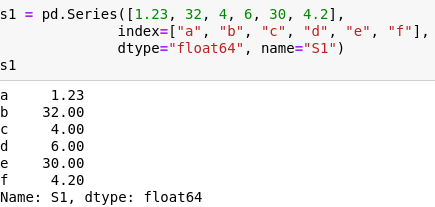 s1 = pd.Series([1.23, 32, 4, 6, 30, 4.2],
               index=["a", "b", "c", "d", "e", "f"],
               dtype="float64", name="S1")
s1
a     1.23
b    32.00
c     4.00
d     6.00
e    30.00
f     4.20
Name: S1, dtype: float64